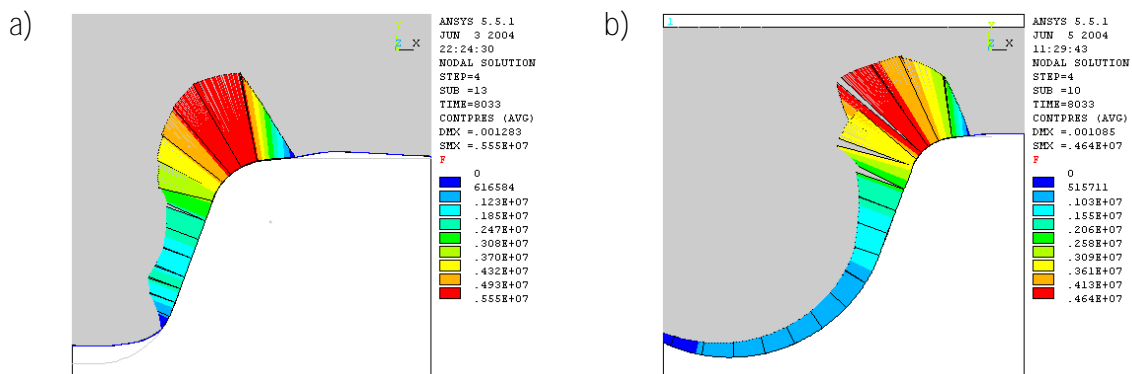 a)
Y
Z X
ANSYS 5.5.1
JUN 3 2004
22:24:30
NODAL SOLUTION
STEP=4
SUB =13
TIME=8033
CONTPRES (AVG)
DMX =.001283
SMX =.555E+07
F
0
616584
.123E+07
.185E+07
.247E+07
.308E+07
.370E+07
.432E+07
.493E+07
.555E+07
b)
1
Z X
ANSYS 5.5.1
JUN 5 2004
11:29:43
NODAL SOLUTION
STEP=4
SUB =10
TIME=8033
CONTPRES (AVG)
DMX =.001085
SMX =.464E+07
F
0
515711
.103E+07
.155E+07
.206E+07
.258E+07
.309E+07
.361E+07
.413E+07
.464E+07